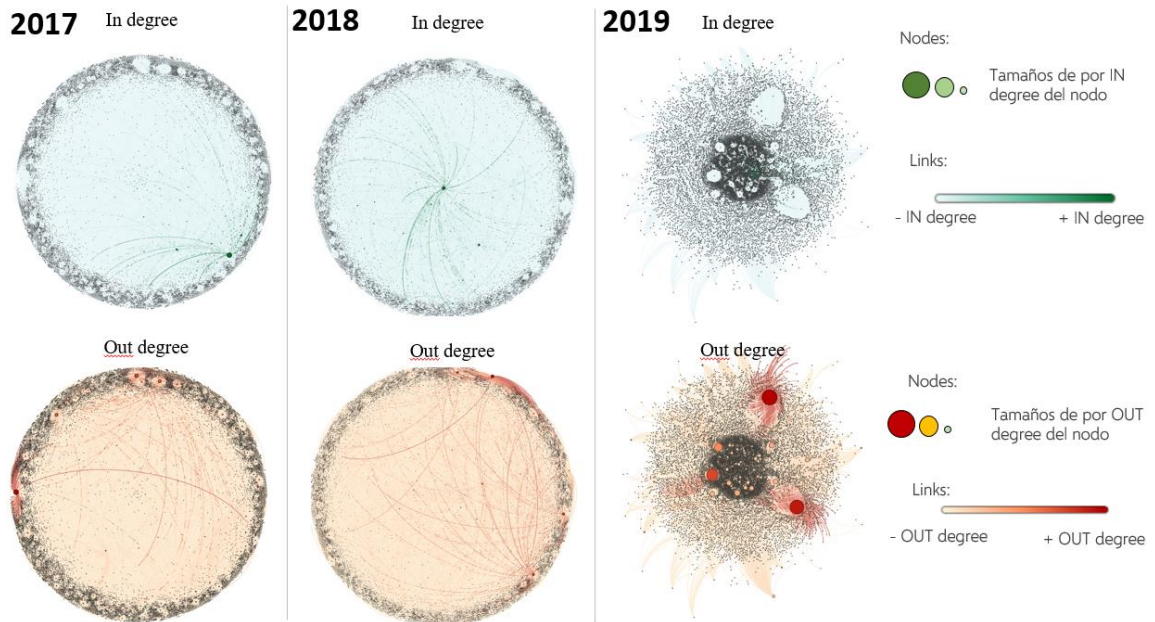 2017
In degree
2018
In degree
2019
In degree
Nodes:
Tamaños de por IN
degree del nodo
Links:
- IN degree
+ IN degree
Out degree
Out degree
Out degree
Nodes:
Tamaños de por OUT
degree del nodo
Links:
- OUT degree
+ OUT degree